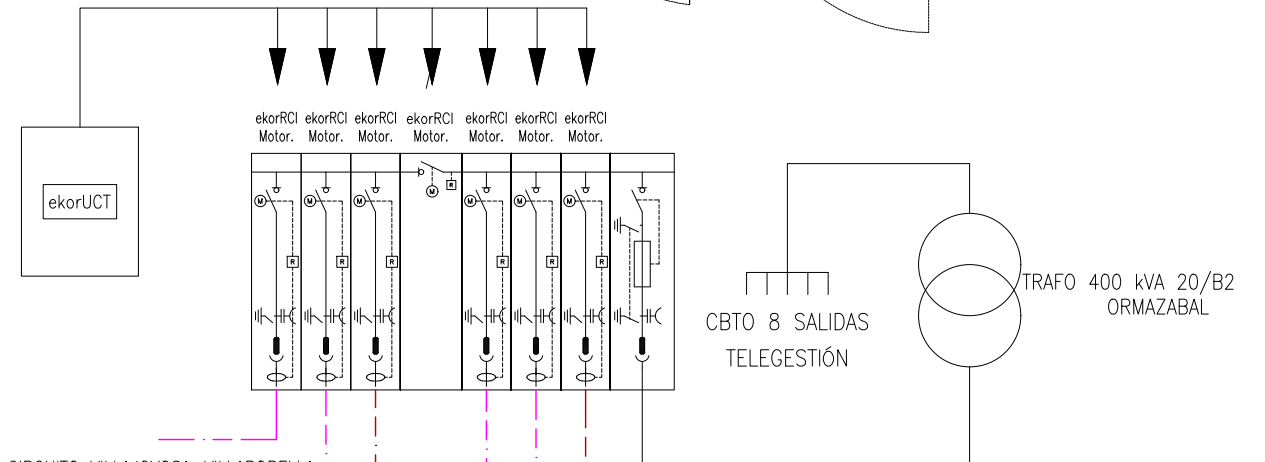 ekorRCI ekorRCI ekorRCI ekorRCI ekorRCI ekorRCI ekorRCI
Motor. Motor. Motor. Motor. Motor. Motor. Motor.
ekorUCT
M
R
M M M M M M
R R R R R R
TRAFO 400 kVA 20/B2
ORMAZABAL
CBTO 8 SALIDAS
TELEGESTIÓN